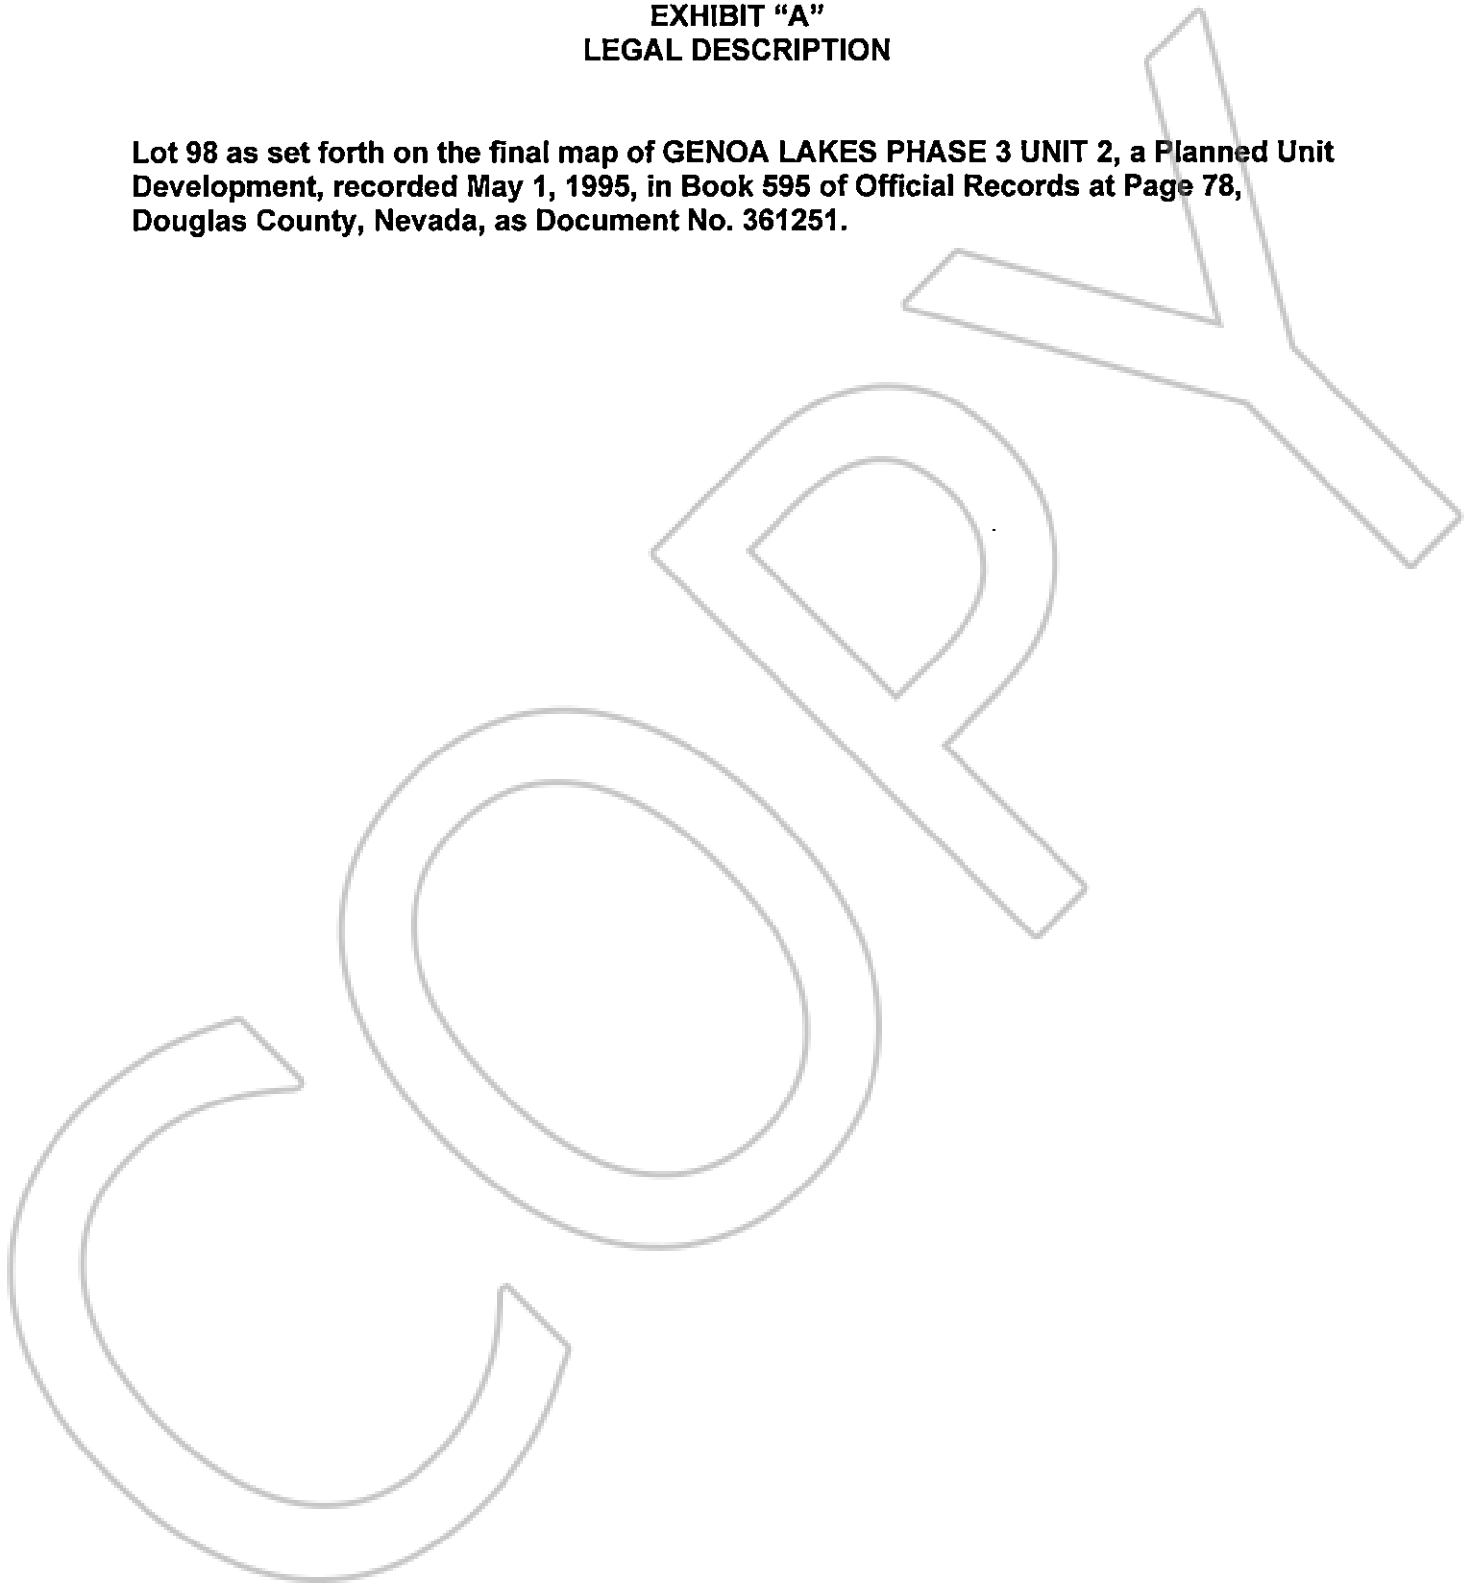 EXHIBIT “A”
LEGAL DESCRIPTION
Lot 98 as set forth on the final map of GENOA LAKES PHASE 3 UNIT 2, a Planned Unit
Development, recorded May 1, 1995, in Book 595 of Official Records at Page 78,
Douglas County, Nevada, as Document No. 361251.
COPY